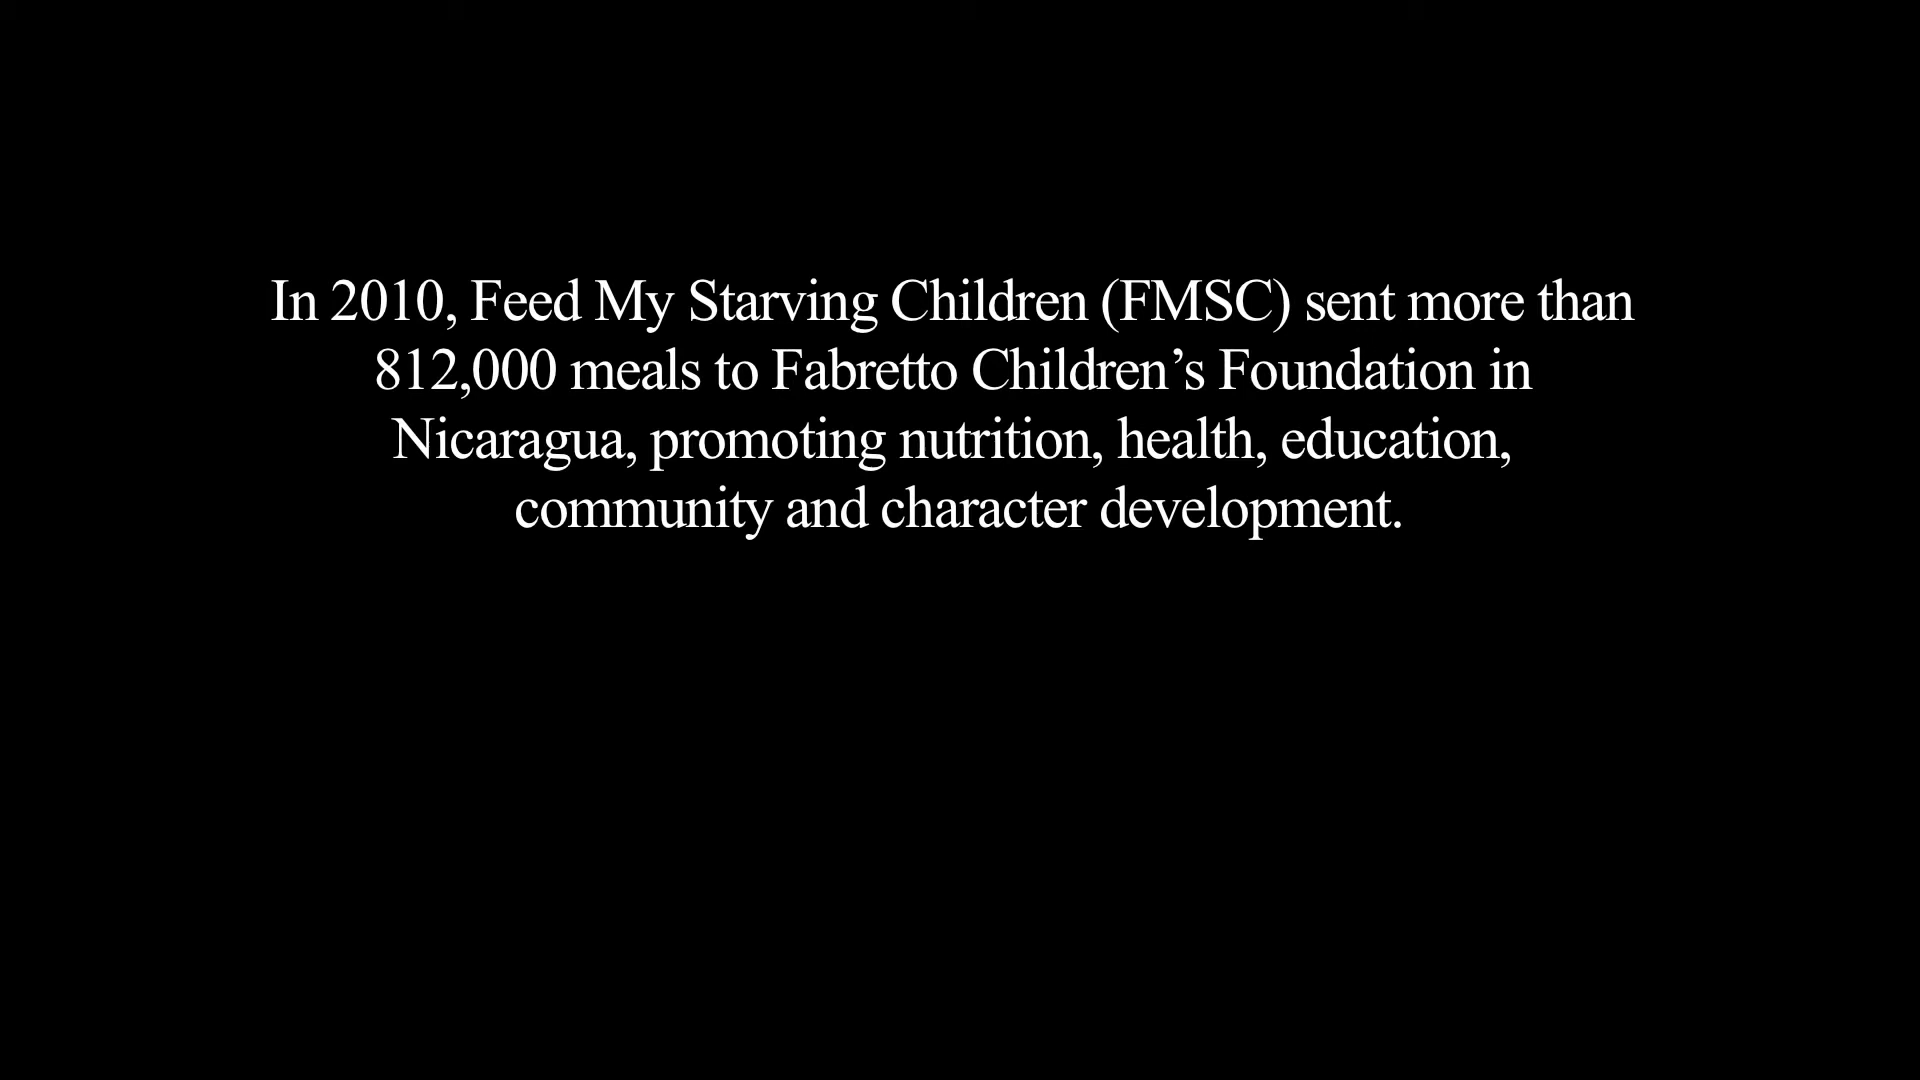 In 2010, Feed My Starving Children (FMSC) sent more than
812,000 meals to Fabretto Children’s Foundation in
Nicaragua, promoting nutrition, health, education,
community and character development.